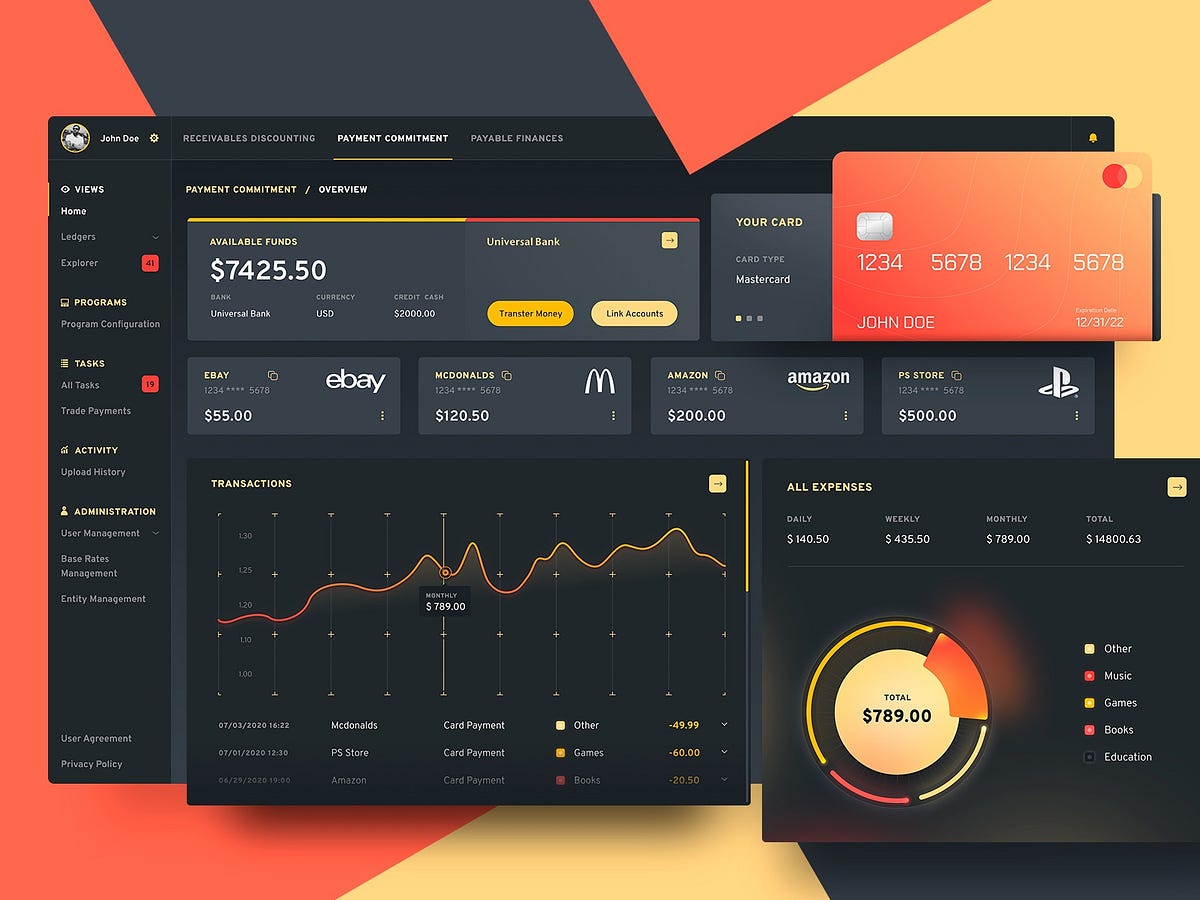 John Doe
RECEIVABLES DISCOUNTING
PAYMENT COMMITMENT
PAYABLE FINANCES
VIEWS
Home
Ledgers
Explorer 41
PROGRAMS
Program Configuration
TASKS
All Tasks 19
Trade Payments
ACTIVITY
Upload History
ADMINISTRATION
User Management
Base Rates
Management
Entity Management
User Agreement
Privacy Policy
PAYMENT COMMITMENT / OVERVIEW
AVAILABLE FUNDS
$7425.50
BANK CURRENCY CREDIT CASH
Universal Bank USD $2000.00
Universal Bank
Transter Money Link Accounts
YOUR CARD
CARD TYPE
Mastercard
1234 5678 1234 5678
Expiration Date
JOHN DOE 12/31/22
EBAY
1234 **** 5678
$55.00
ebay
MCDONALDS
1234 **** 5678
$120.50
AMAZON
1234 **** 5678
$200.00
amazon
PS STORE
1234 **** 5678
$500.00
TRANSACTIONS
1.30
1.25
1.20
1.10
1.00
MONTHLY
$ 789.00
07/03/2020 16:22 Mcdonalds Card Payment Other -49.99
07/01/2020 12:30 PS Store Card Payment Games -60.00
06/29/2020 19:00 Amazon Card Payment Books -20.50
ALL EXPENSES
DAILY WEEKLY MONTHLY TOTAL
$ 140.50 $ 435.50 $ 789.00 $ 14800.63
TOTAL
$789.00
Other
Music
Games
Books
Education